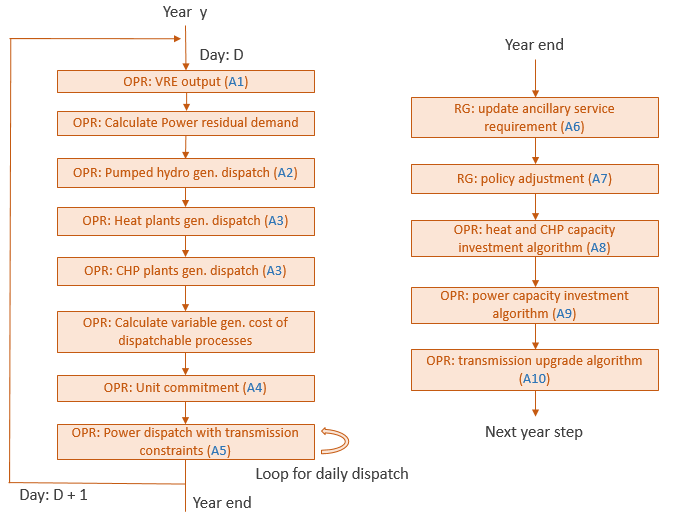 Year y
Day: D
OPR: VRE output (A1)
OPR: Calculate Power residual demand
OPR: Pumped hydro gen. dispatch (A2)
OPR: Heat plants gen. dispatch (A3)
OPR: CHP plants gen. dispatch (A3)
OPR: Calculate variable gen. cost of
dispatchable processes
OPR: Unit commitment (A4)
OPR: Power dispatch with transmission
constraints (A5)
Loop for daily dispatch
Day: D + 1
Year end
Year end
RG: update ancillary service
requirement (A6)
RG: policy adjustment (A7)
OPR: heat and CHP capacity
investment algorithm (A8)
OPR: power capacity investment
algorithm (A9)
OPR: transmission upgrade algorithm
(A10)
Next year step